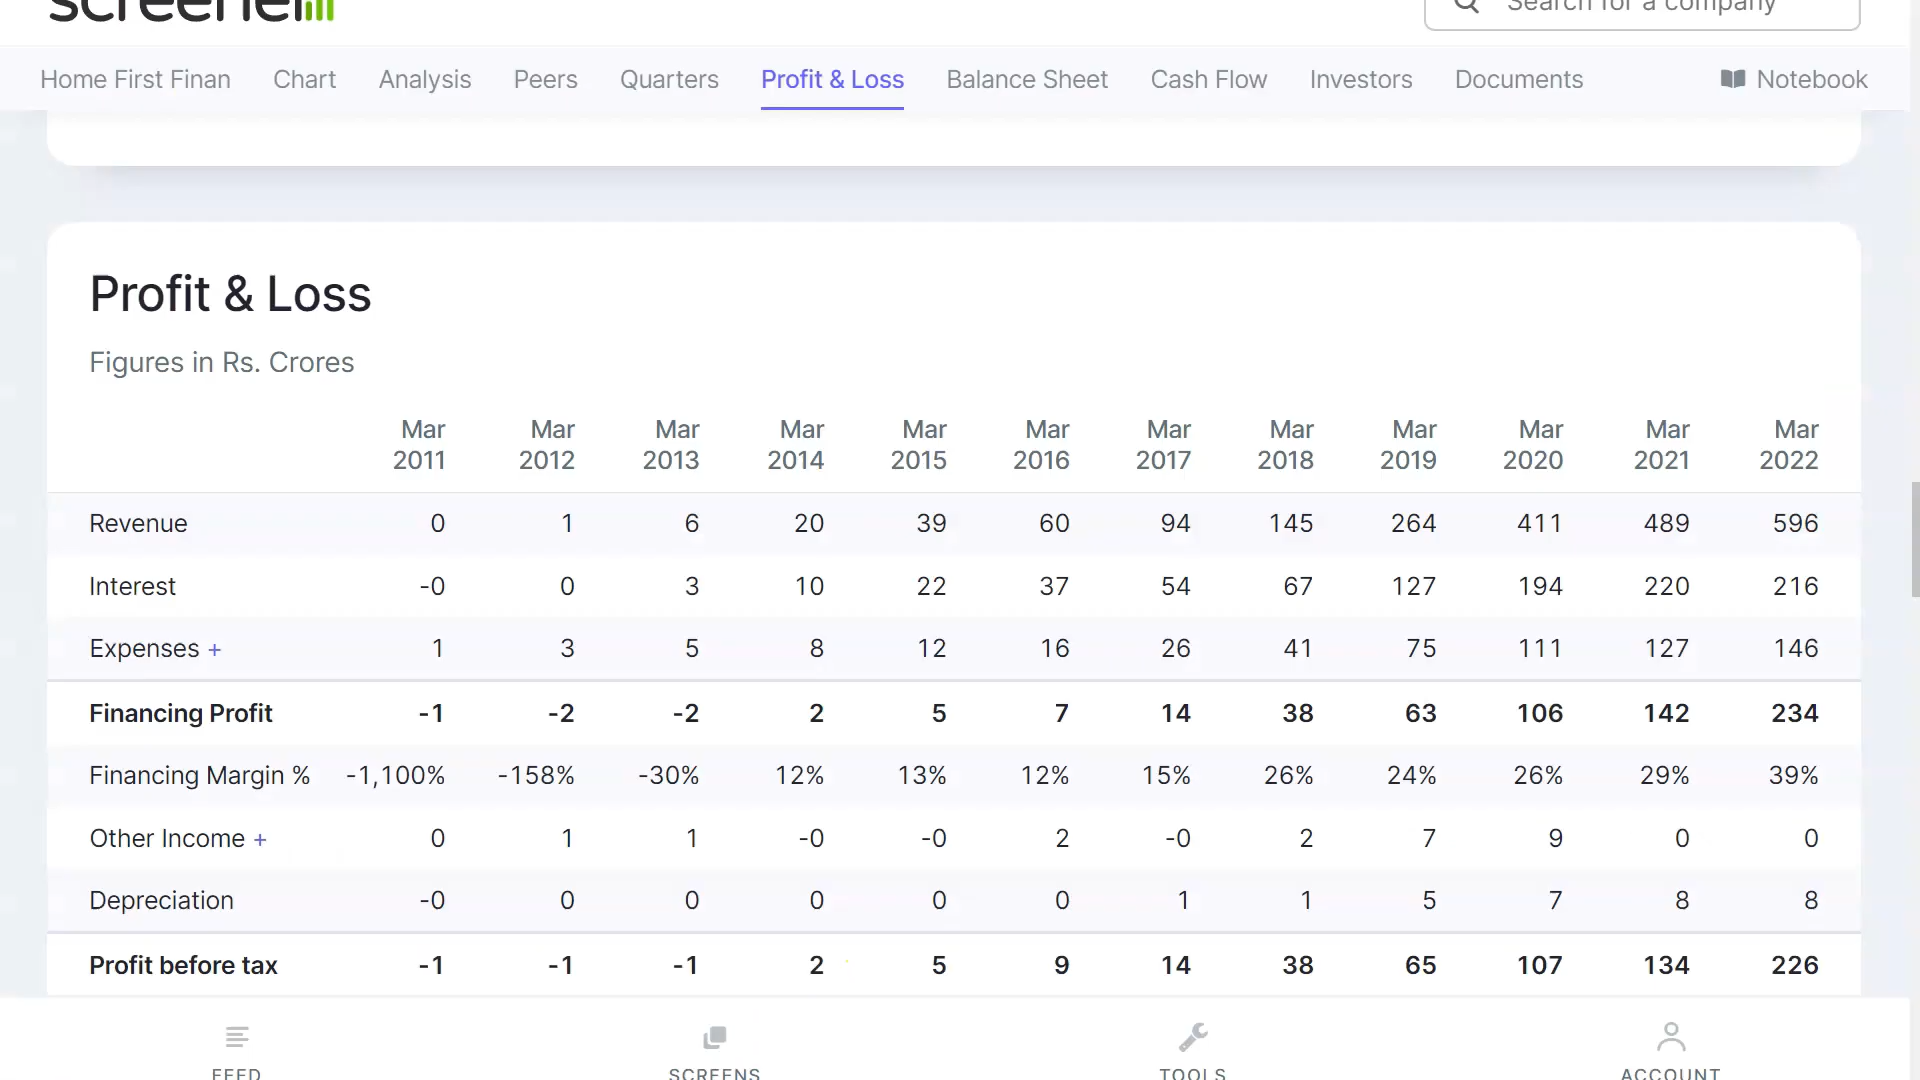 screener
Search for a company
Home First Finan Chart Analysis Peers Quarters Profit & Loss Balance Sheet Cash Flow Investors Documents Notebook
Profit & Loss
Figures in Rs. Crores
Mar 2011 Mar 2012 Mar 2013 Mar 2014 Mar 2015 Mar 2016 Mar 2017 Mar 2018 Mar 2019 Mar 2020 Mar 2021 Mar 2022
Revenue 0 1 6 20 39 60 94 145 264 411 489 596
Interest -0 0 3 10 22 37 54 67 127 194 220 216
Expenses + 1 3 5 8 12 16 26 41 75 111 127 146
Financing Profit -1 -2 -2 2 5 7 14 38 63 106 142 234
Financing Margin % -1,100% -158% -30% 12% 13% 12% 15% 26% 24% 26% 29% 39%
Other Income + 0 1 1 -0 -0 2 -0 2 7 9 0 0
Depreciation -0 0 0 0 0 0 1 1 5 7 8 8
Profit before tax -1 -1 -1 2 5 9 14 38 65 107 134 226
FEED SCREENS TOOLS ACCOUNT